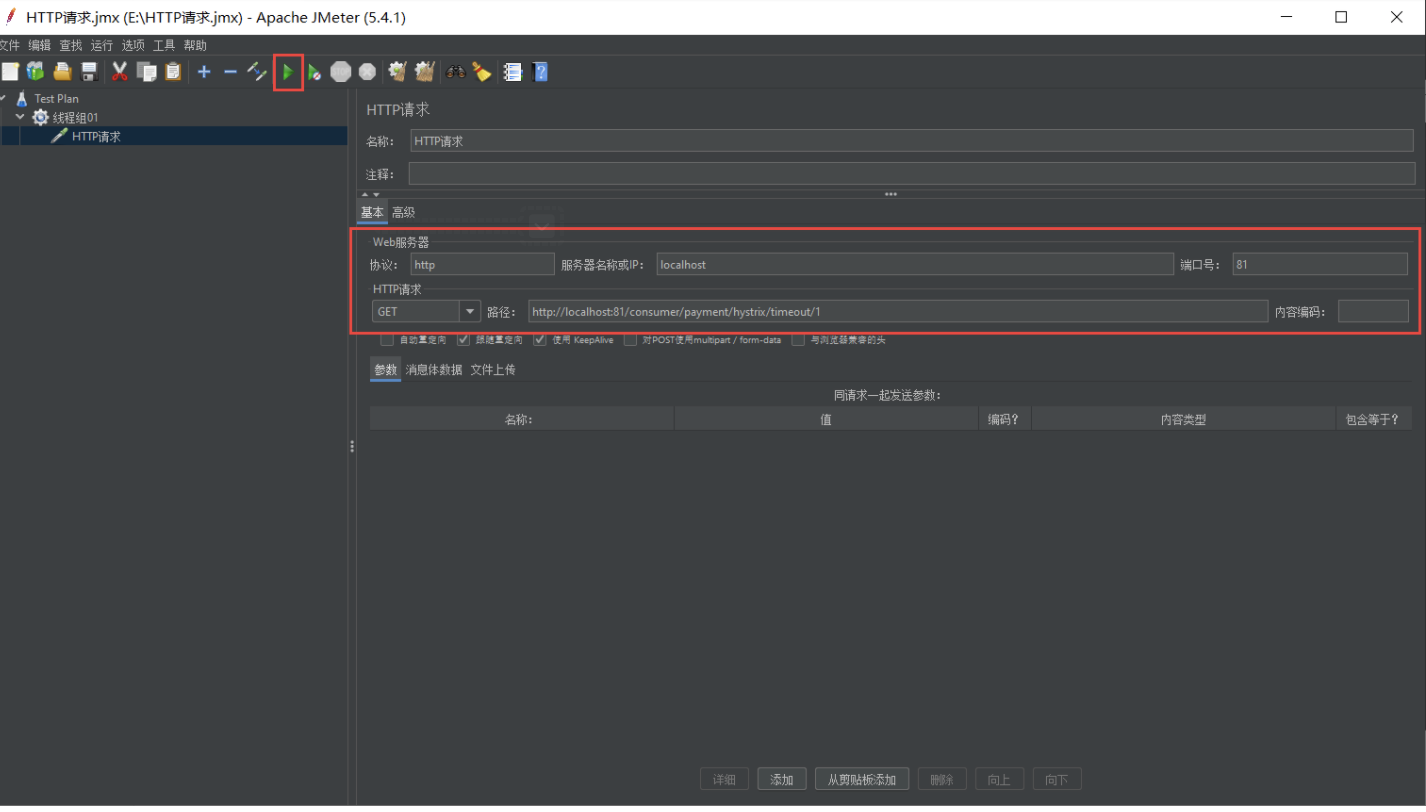 HTTP请求.jmx (E:\HTTP请求.jmx) - Apache JMeter (5.4.1)
文件 编辑 查找 运行 选项 工具 帮助
Test Plan
线程组01
HTTP请求
HTTP请求
名称： HTTP请求
注释：
基本 高级
Web服务器
协议： http 服务器名称或IP： localhost 端口号： 81
HTTP请求
GET 路径： http://localhost:81/consumer/payment/hystrix/timeout/1 内容编码：
自动重定向 跟随重定向 使用 KeepAlive 对POST使用multipart / form-data 与浏览器兼容的头
参数 消息体数据 文件上传
同请求一起发送参数：
名称： 值 编码？ 内容类型 包含等于？
详细 添加 从剪贴板添加 删除 向上 向下